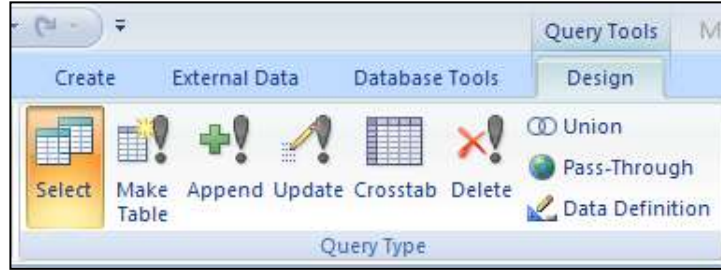 Query Tools M
Create External Data Database Tools Design
Select Make Table Append Update Crosstab Delete
Union
Pass-Through
Data Definition
Query Type